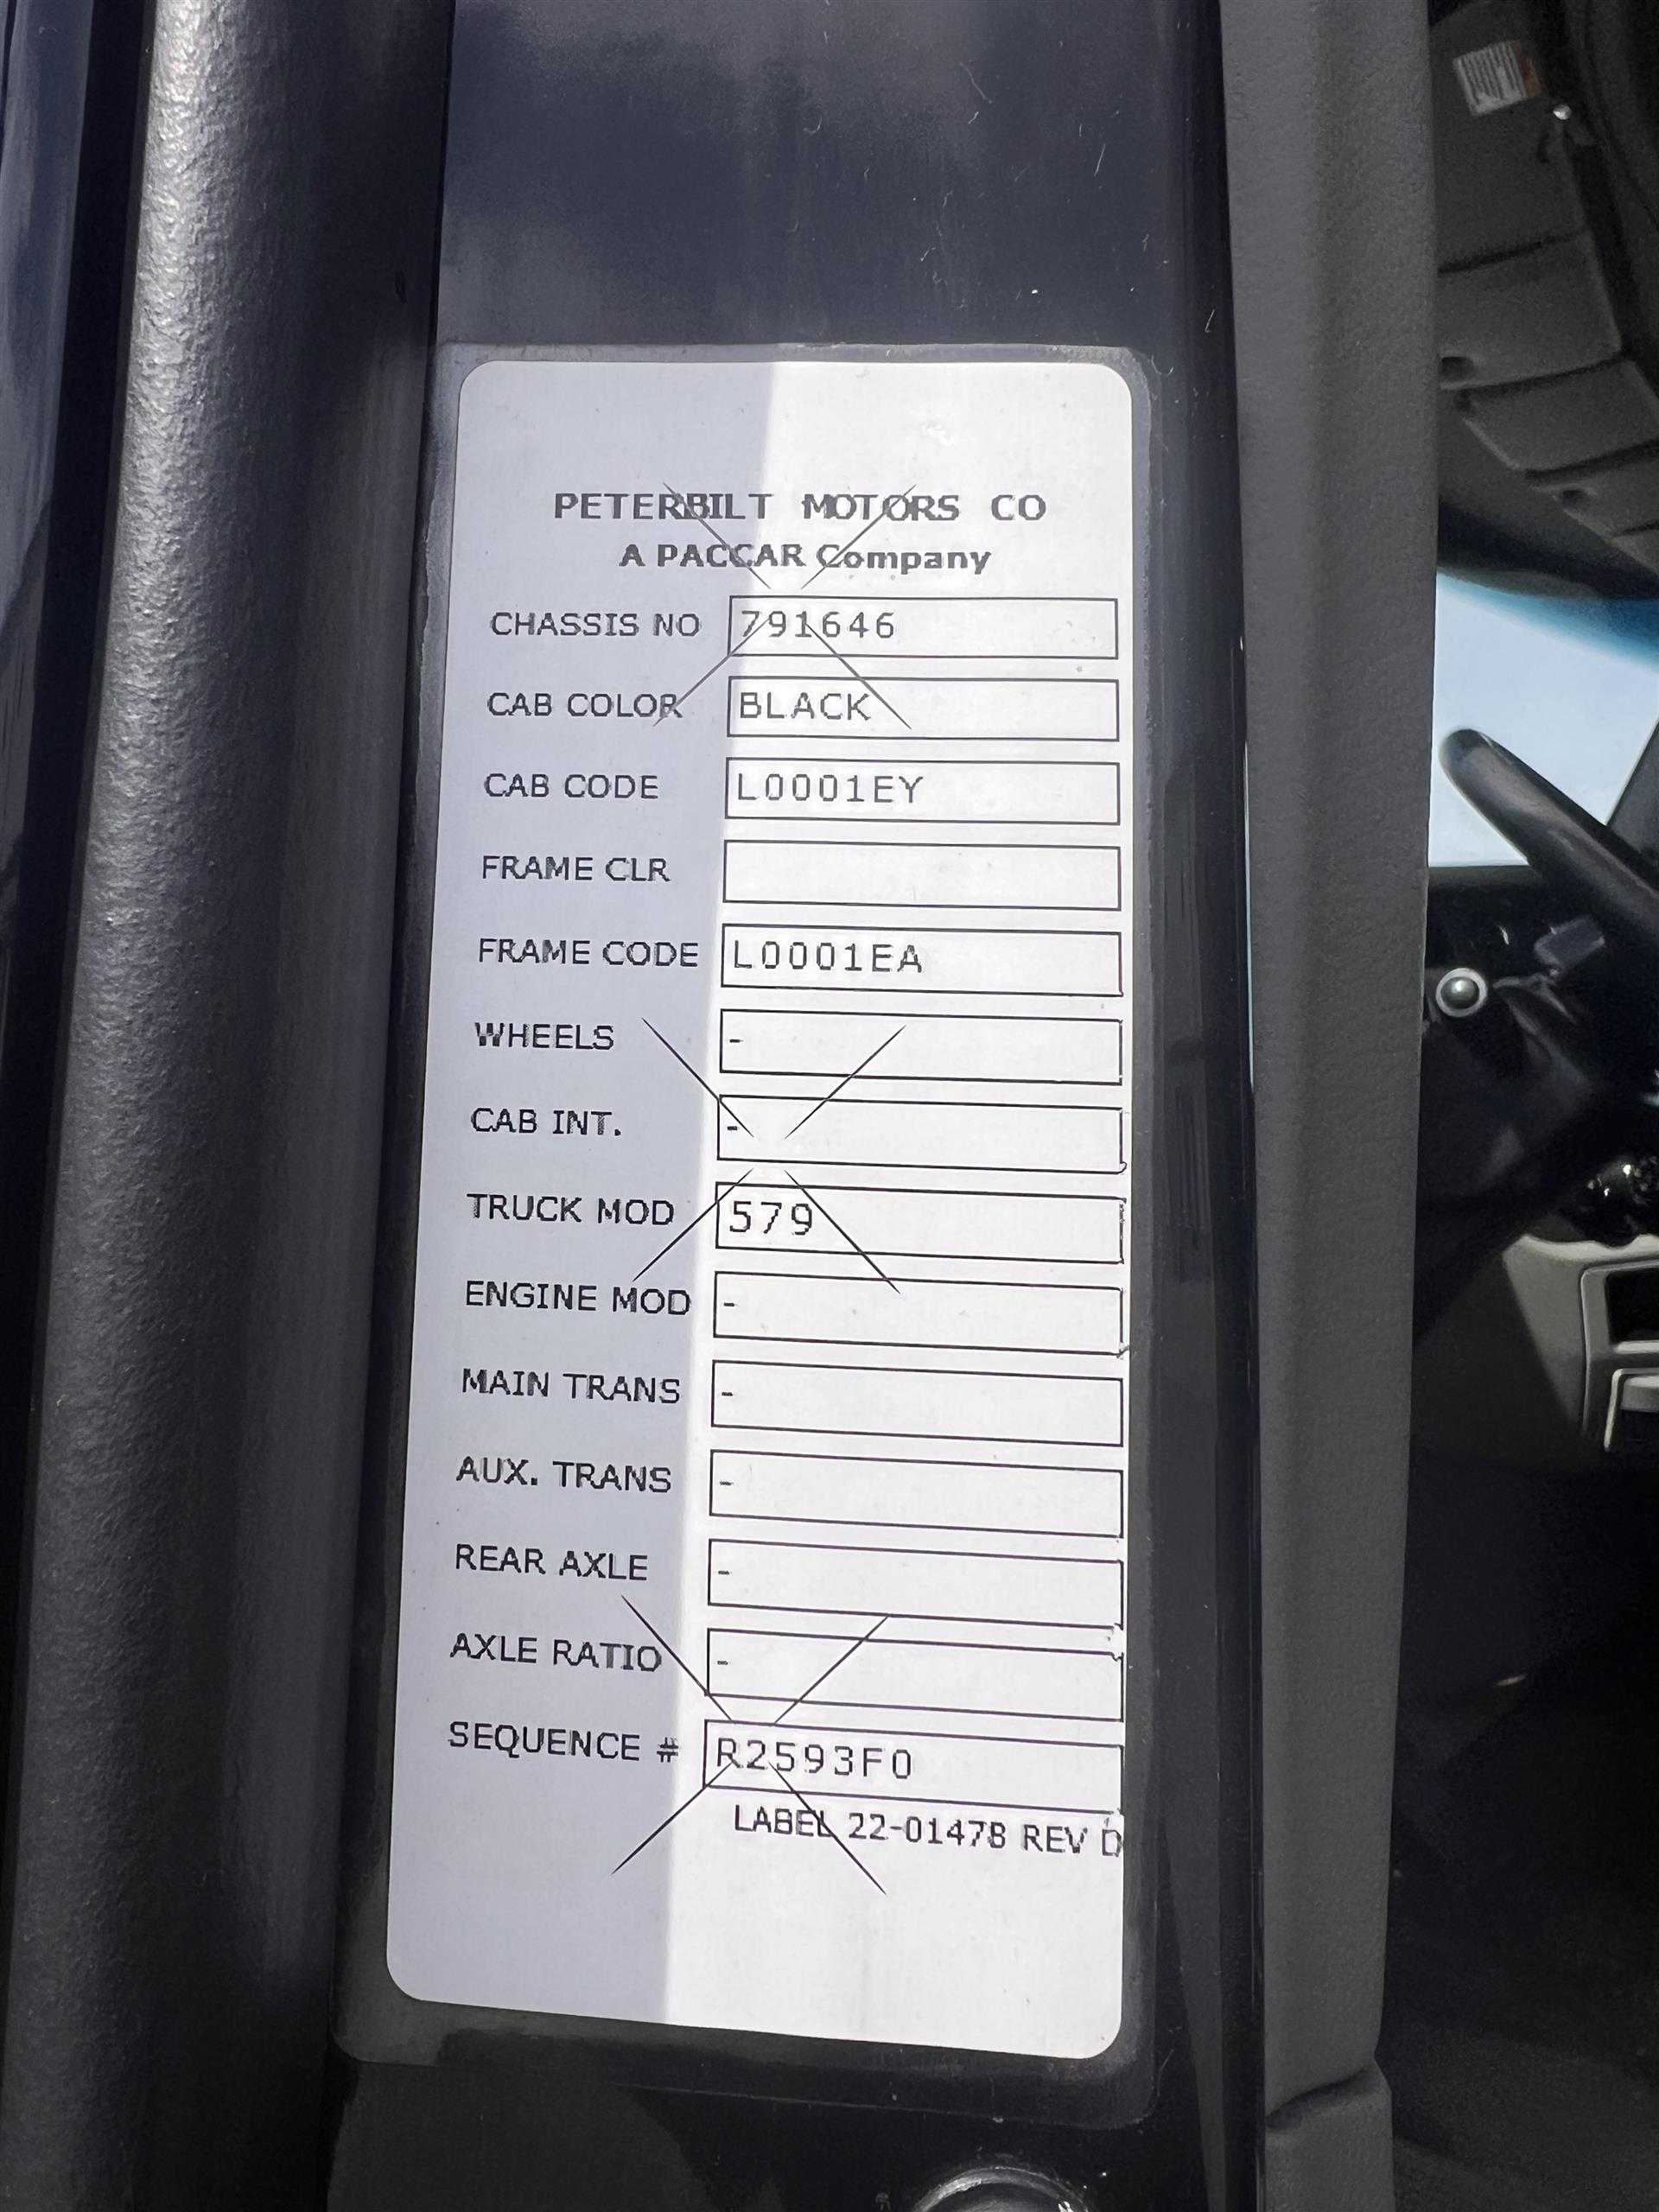 PETERBILT MOTORS CO
A PACCAR Company
CHASSIS NO 791646
CAB COLOR BLACK
CAB CODE L0001EY
FRAME CLR
FRAME CODE L0001EA
WHEELS -
CAB INT. -
TRUCK MOD 579
ENGINE MOD -
MAIN TRANS -
AUX. TRANS -
REAR AXLE -
AXLE RATIO -
SEQUENCE # R2593F0
LABEL 22-01478 REV D